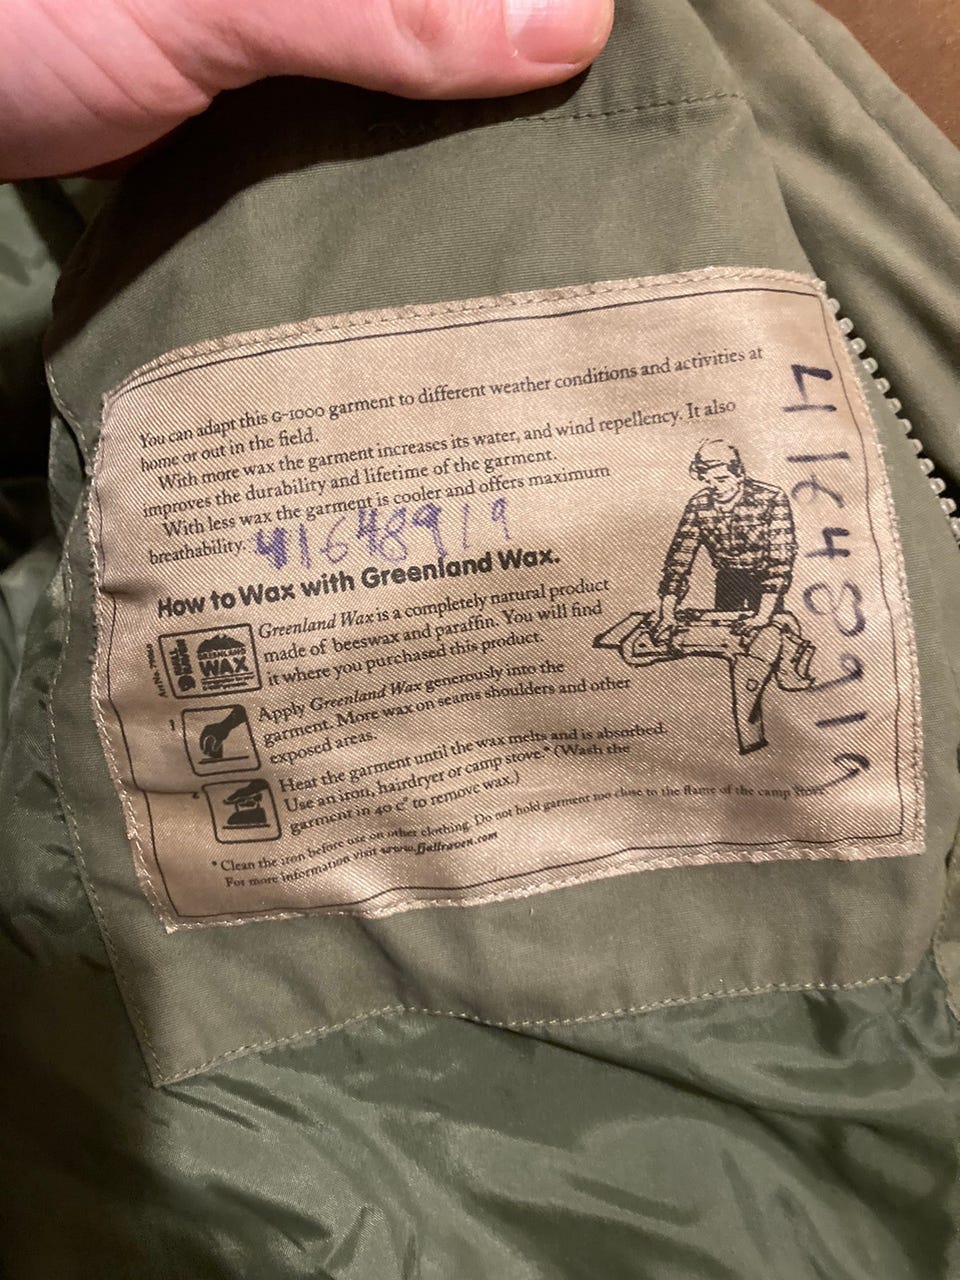 You can adapt this G-1000 garment to different weather conditions and activities at
home or out in the field.
With more wax the garment increases its water, and wind repellency. It also
improves the durability and lifetime of the garment.
With less wax the garment is cooler and offers maximum
breathability. 41648919
How to Wax with Greenland Wax.
Greenland Wax is a completely natural product
made of beeswax and paraffin. You will find
it where you purchased this product.
GREENLAND
WAX
1
Apply Greenland Wax generously into the
garment. More wax on seams shoulders and other
exposed areas.
2
Heat the garment until the wax melts and is absorbed.
Use an iron, hairdryer or camp stove.* (Wash the
garment in 40 c° to remove wax.)
* Clean the iron before use on other clothing. Do not hold garment too close to the flame of the camp stove
For more information visit www.fjallraven.com
41648919